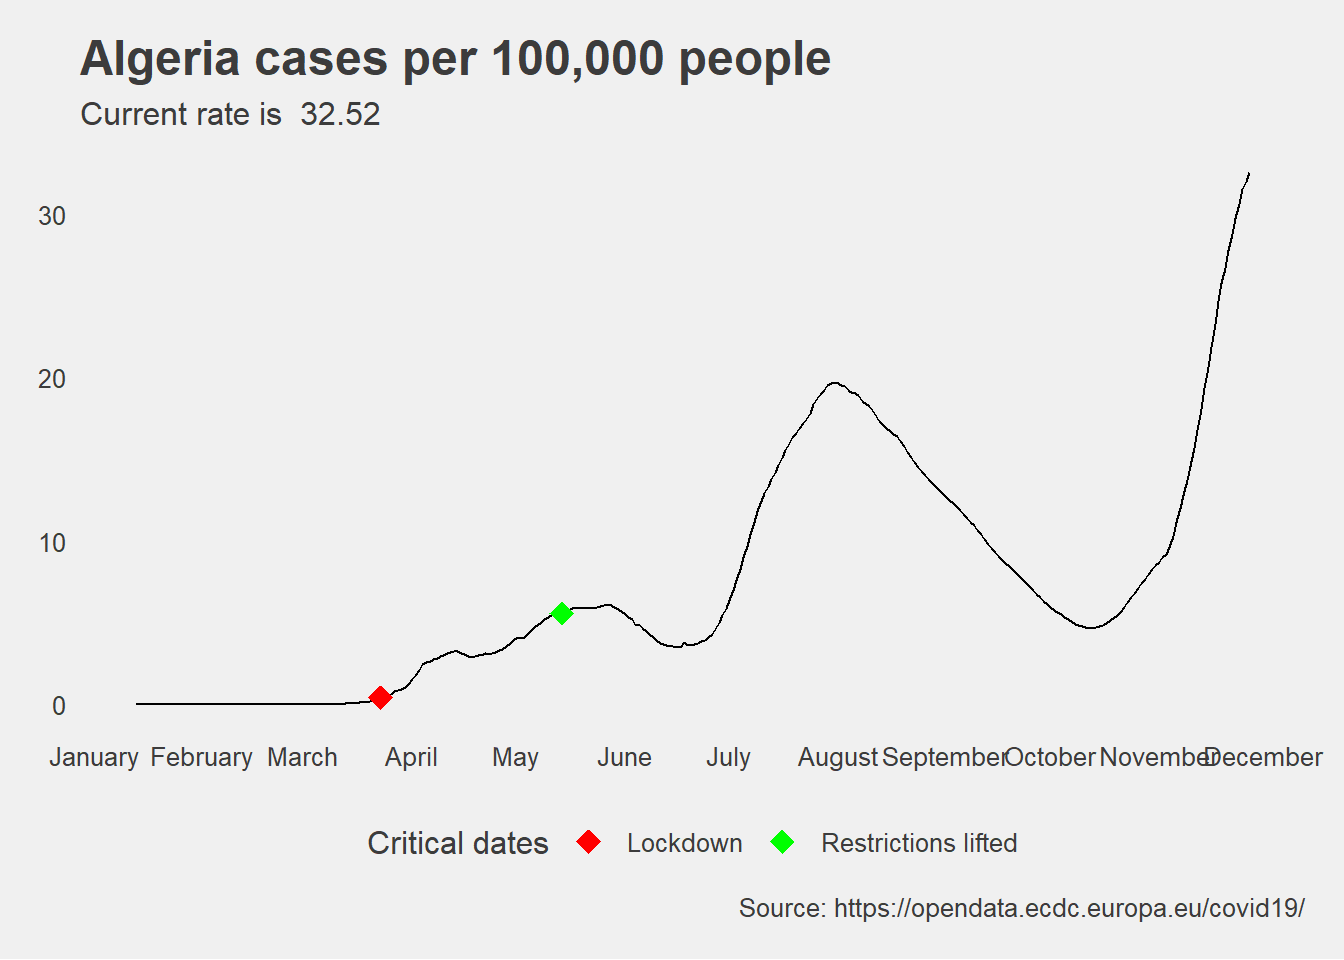 Algeria cases per 100,000 people
Current rate is  32.52
30
20
10
0
January February March April May June July August September October November December
Critical dates Lockdown Restrictions lifted
Source: https://opendata.ecdc.europa.eu/covid19/